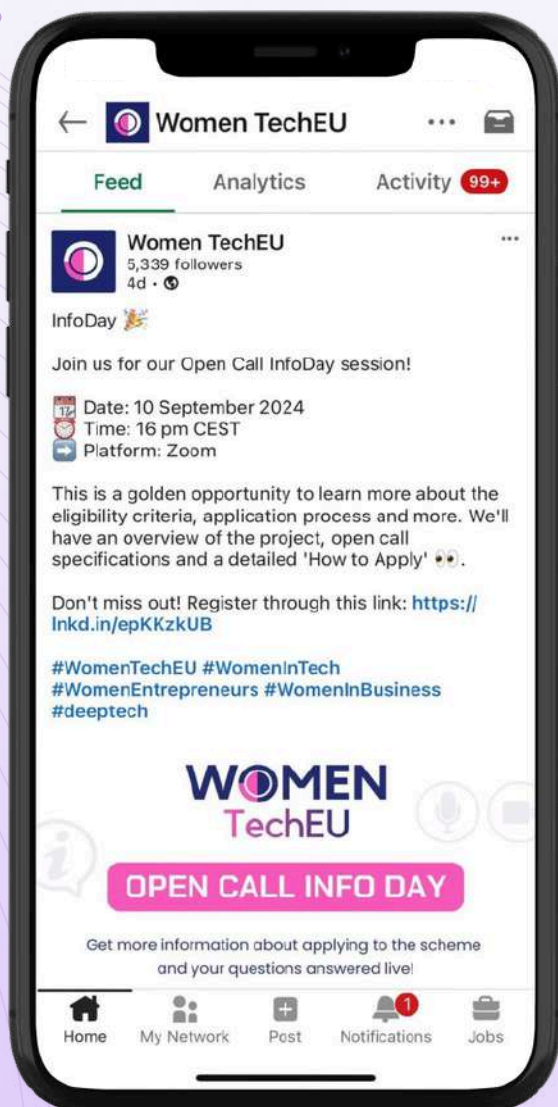 Women TechEU
Feed Analytics Activity 99+
Women TechEU
5,339 followers
4d •
InfoDay 🎉
Join us for our Open Call InfoDay session!
📅 Date: 10 September 2024
⏰ Time: 16 pm CEST
➡️ Platform: Zoom
This is a golden opportunity to learn more about the
eligibility criteria, application process and more. We'll
have an overview of the project, open call
specifications and a detailed 'How to Apply' 👀.
Don't miss out! Register through this link: https://
lnkd.in/epKKzkUB
#WomenTechEU #WomenInTech
#WomenEntrepreneurs #WomenInBusiness
#deeptech
WOMEN
TechEU
OPEN CALL INFO DAY
Get more information about applying to the scheme
and your questions answered live!
1
Home My Network Post Notifications Jobs